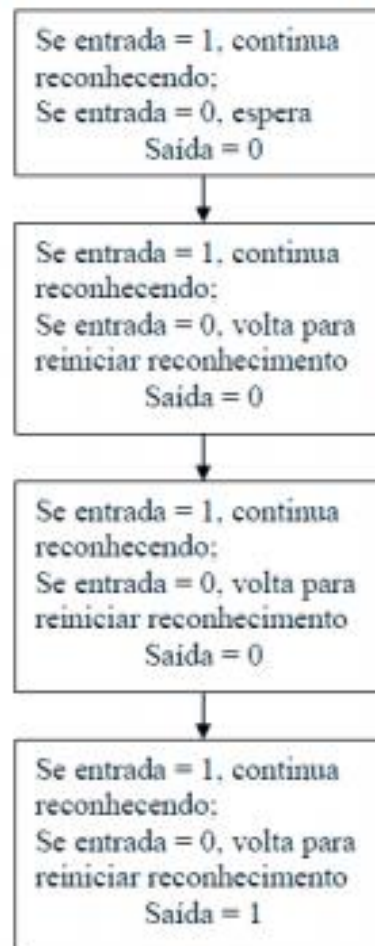 Se entrada = 1, continua
reconhecendo;
Se entrada = 0, espera
Saída = 0
Se entrada = 1, continua
reconhecendo;
Se entrada = 0, volta para
reiniciar reconhecimento
Saída = 0
Se entrada = 1, continua
reconhecendo;
Se entrada = 0, volta para
reiniciar reconhecimento
Saída = 0
Se entrada = 1, continua
reconhecendo;
Se entrada = 0, volta para
reiniciar reconhecimento
Saída = 1